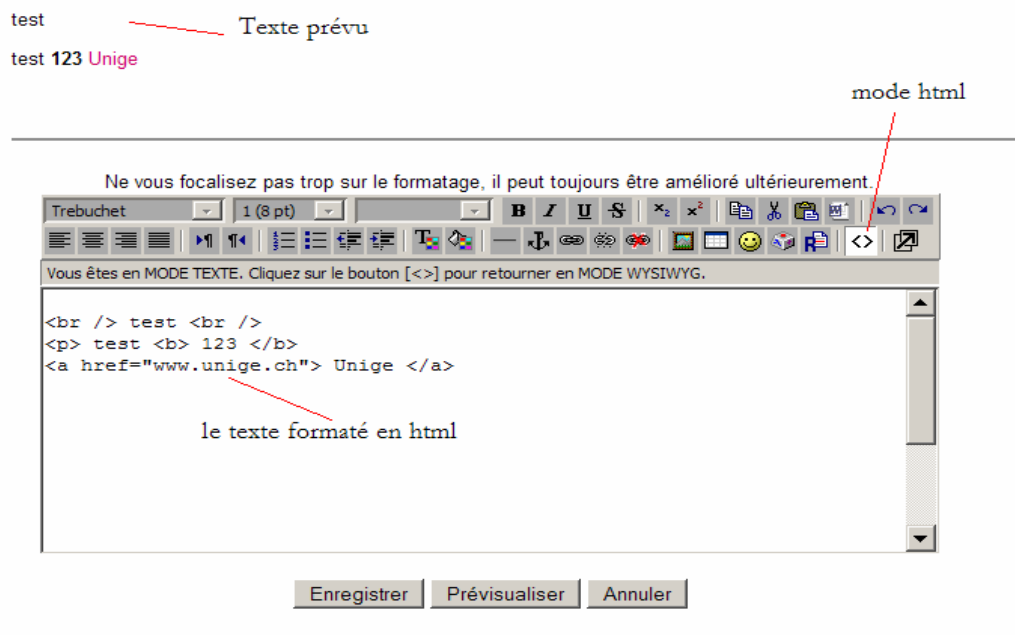 test
Texte prévu
test 123 Unige
mode html
Ne vous focalisez pas trop sur le formatage, il peut toujours être amélioré ultérieurement.
Trebuchet 1 (8 pt) B I U S ×₂ ×²
Vous êtes en MODE TEXTE. Cliquez sur le bouton [<>] pour retourner en MODE WYSIWYG.
<br /> test <br />
<p> test <b> 123 </b>
<a href="www.unige.ch"> Unige </a>
le texte formaté en html
Enregistrer Prévisualiser Annuler